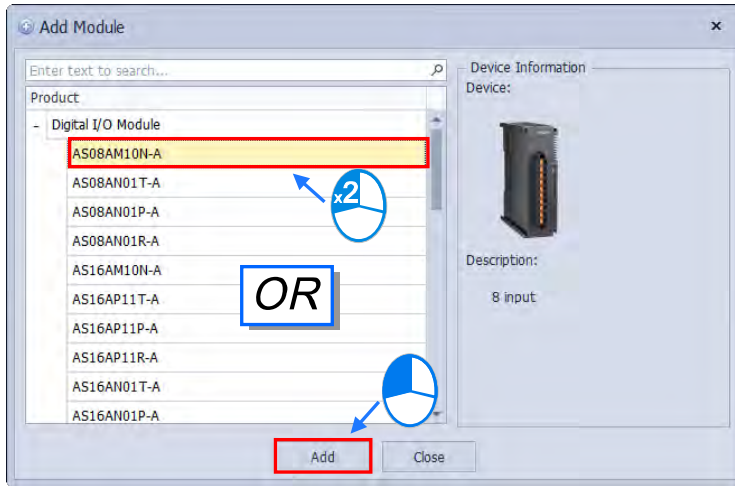 Add Module
Enter text to search...
Product
Digital I/O Module
AS08AM10N-A
AS08AN01T-A
AS08AN01P-A
AS08AN01R-A
AS16AM10N-A
AS16AP11T-A
AS16AP11P-A
AS16AP11R-A
AS16AN01T-A
AS16AN01P-A
x2
OR
Add
Close
Device Information
Device:
Description:
8 input